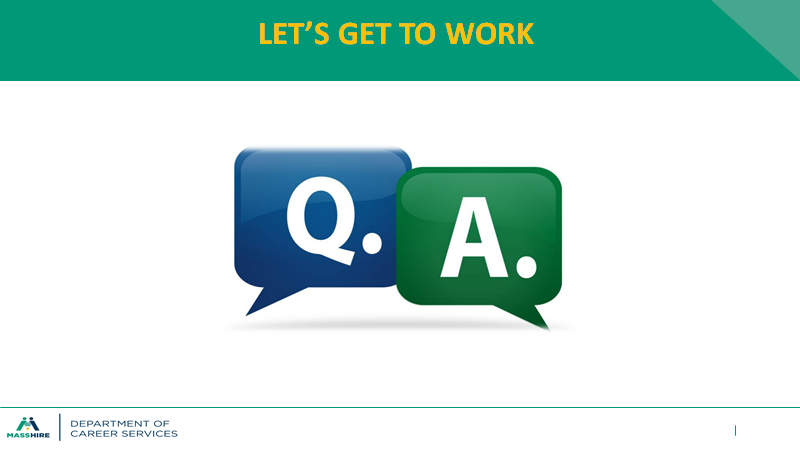 LET’S GET TO WORK
Q.
A.
MASSHIRE
DEPARTMENT OF
CAREER SERVICES
|